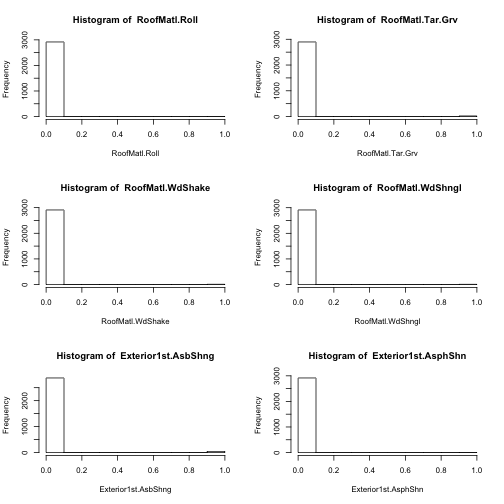 Histogram of RoofMatl.Roll
Frequency
3000
1000
0
0.0 0.2 0.4 0.6 0.8 1.0
RoofMatl.Roll
Histogram of RoofMatl.Tar.Grv
Frequency
3000
1000
0
0.0 0.2 0.4 0.6 0.8 1.0
RoofMatl.Tar.Grv
Histogram of RoofMatl.WdShake
Frequency
3000
1000
0
0.0 0.2 0.4 0.6 0.8 1.0
RoofMatl.WdShake
Histogram of RoofMatl.WdShngl
Frequency
3000
1000
0
0.0 0.2 0.4 0.6 0.8 1.0
RoofMatl.WdShngl
Histogram of Exterior1st.AsbShng
Frequency
2000
1000
0
0.0 0.2 0.4 0.6 0.8 1.0
Exterior1st.AsbShng
Histogram of Exterior1st.AsphShn
Frequency
3000
1000
0
0.0 0.2 0.4 0.6 0.8 1.0
Exterior1st.AsphShn